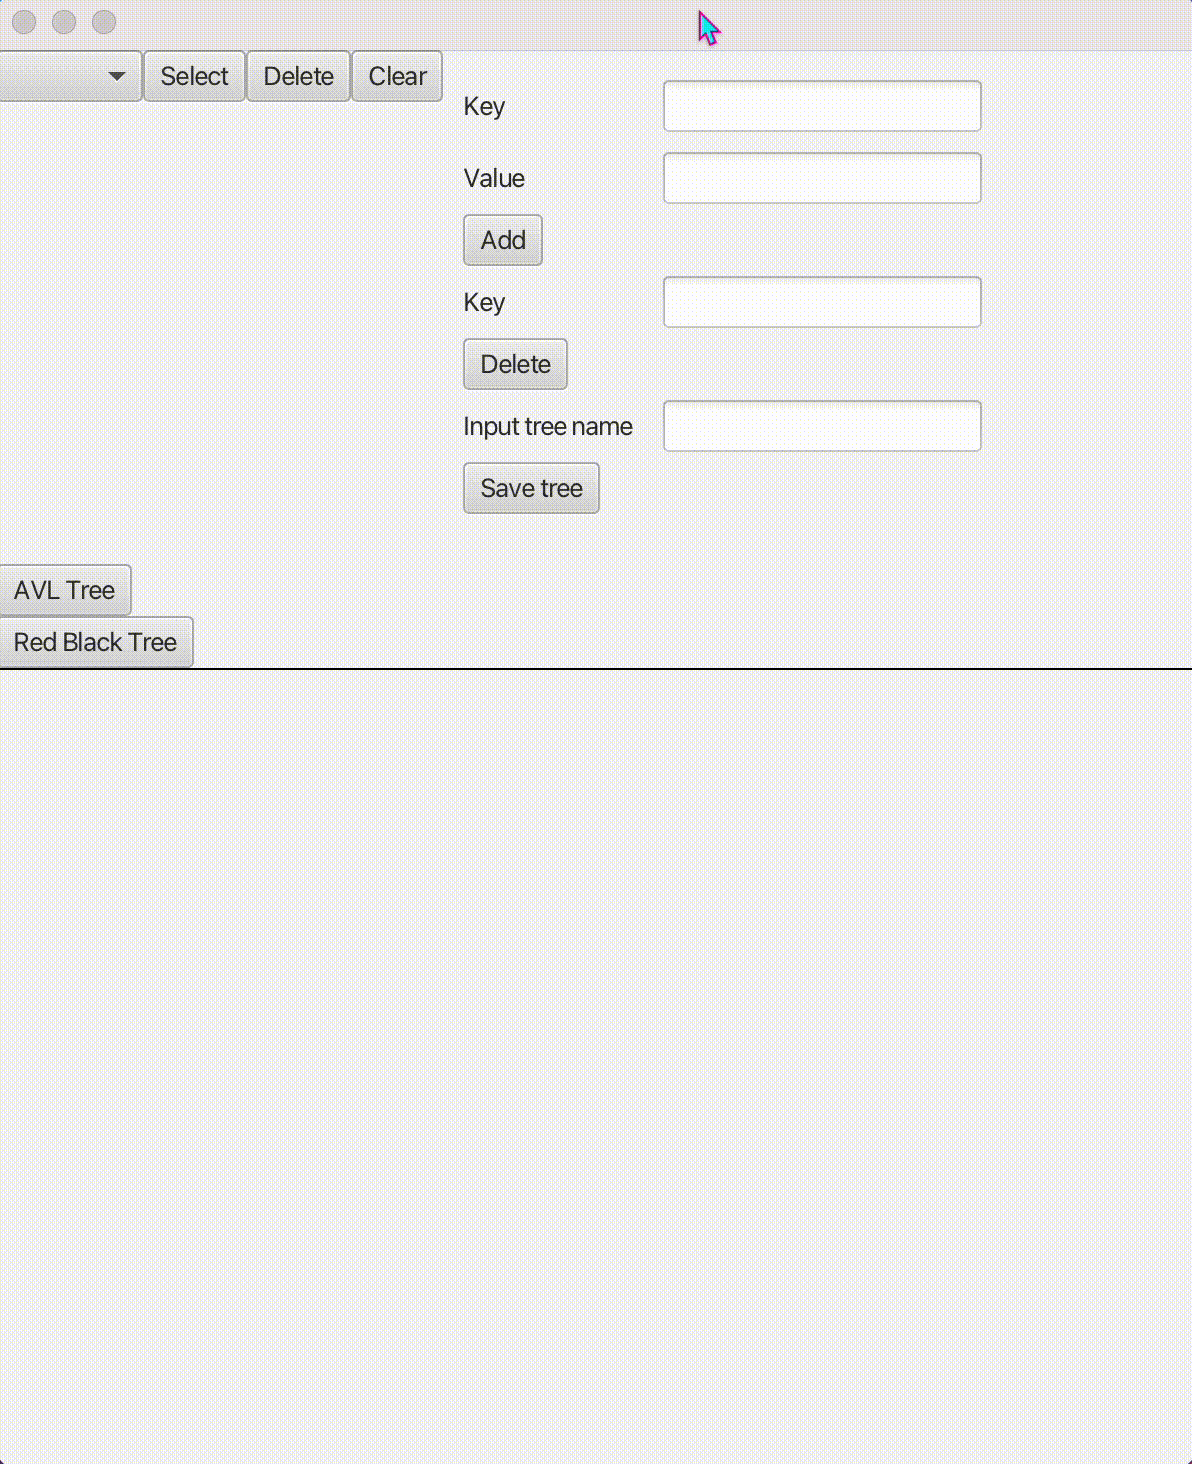 Select Delete Clear
Key
Value
Add
Key
Delete
Input tree name
Save tree
AVL Tree
Red Black Tree